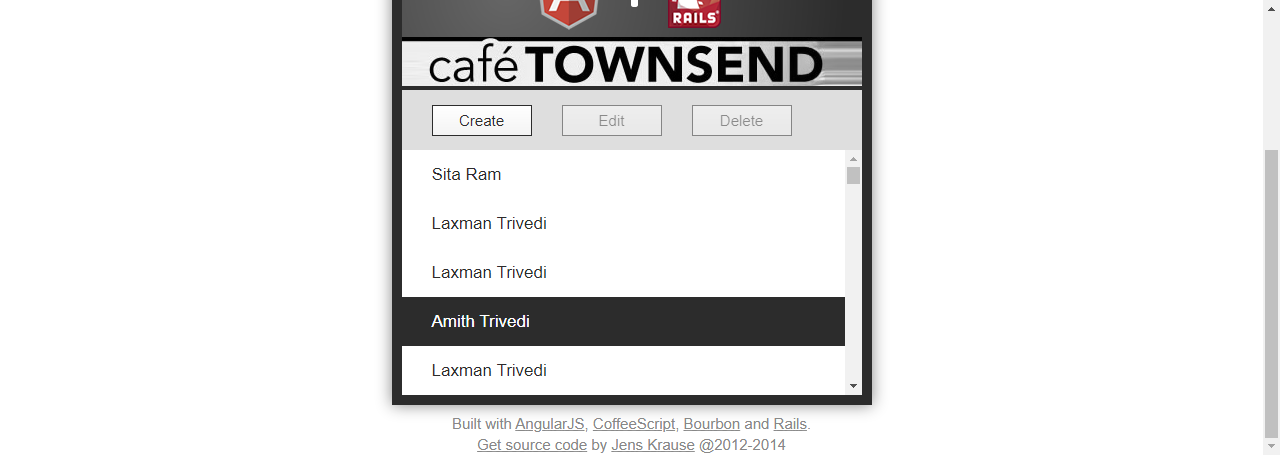 RAILS
café TOWNSEND
Create Edit Delete
Sita Ram
Laxman Trivedi
Laxman Trivedi
Amith Trivedi
Laxman Trivedi
Built with AngularJS, CoffeeScript, Bourbon and Rails.
Get source code by Jens Krause @2012-2014